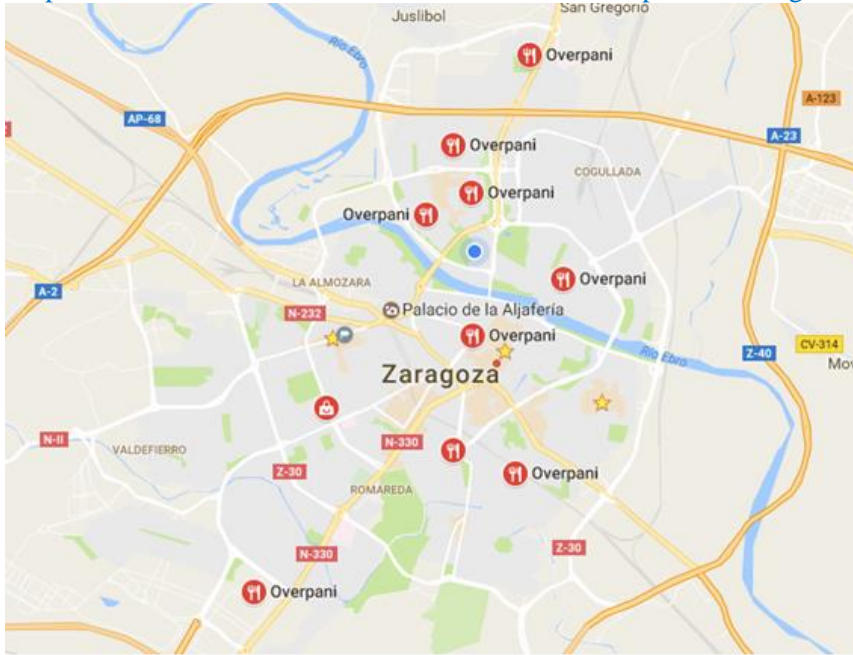 Juslibol
San Gregorio
Río Ebro
Overpani
A-123
AP-68
A-23
Overpani
COGULLADA
Overpani
Overpani
Overpani
LA ALMOZARA
A-2
N-232
Palacio de la Aljafería
Overpani
CV-314
Río Ebro
Z-40
Mov
Zaragoza
N-II
N-330
VALDEFIERRO
Z-30
Overpani
ROMAREDA
N-330
Z-30
Overpani